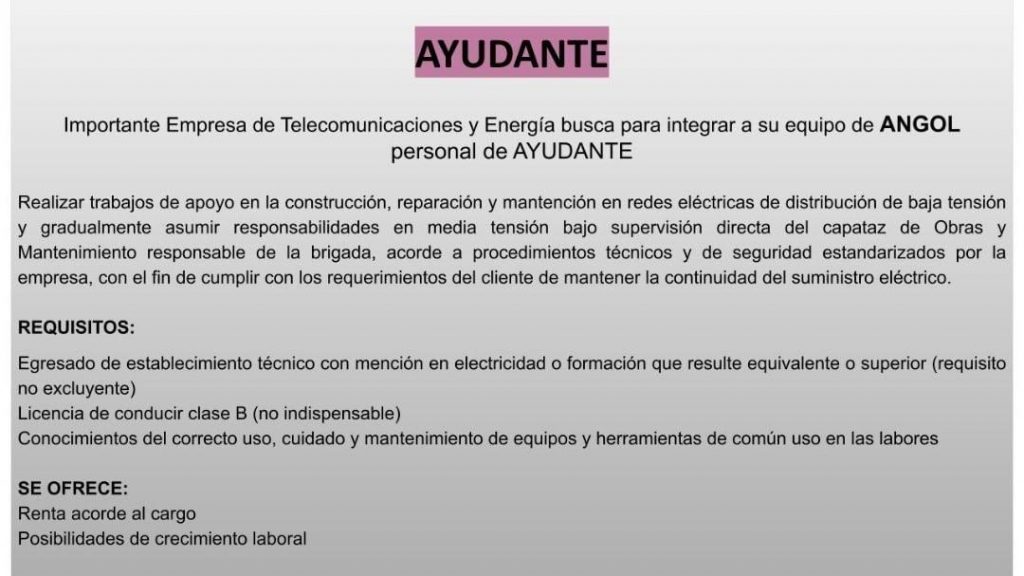 AYUDANTE
Importante Empresa de Telecomunicaciones y Energía busca para integrar a su equipo de ANGOL
personal de AYUDANTE
Realizar trabajos de apoyo en la construcción, reparación y mantención en redes eléctricas de distribución de baja tensión
y gradualmente asumir responsabilidades en media tensión bajo supervisión directa del capataz de Obras y
Mantenimiento responsable de la brigada, acorde a procedimientos técnicos y de seguridad estandarizados por la
empresa, con el fin de cumplir con los requerimientos del cliente de mantener la continuidad del suministro eléctrico.
REQUISITOS:
Egresado de establecimiento técnico con mención en electricidad o formación que resulte equivalente o superior (requisito
no excluyente)
Licencia de conducir clase B (no indispensable)
Conocimientos del correcto uso, cuidado y mantenimiento de equipos y herramientas de común uso en las labores
SE OFRECE:
Renta acorde al cargo
Posibilidades de crecimiento laboral